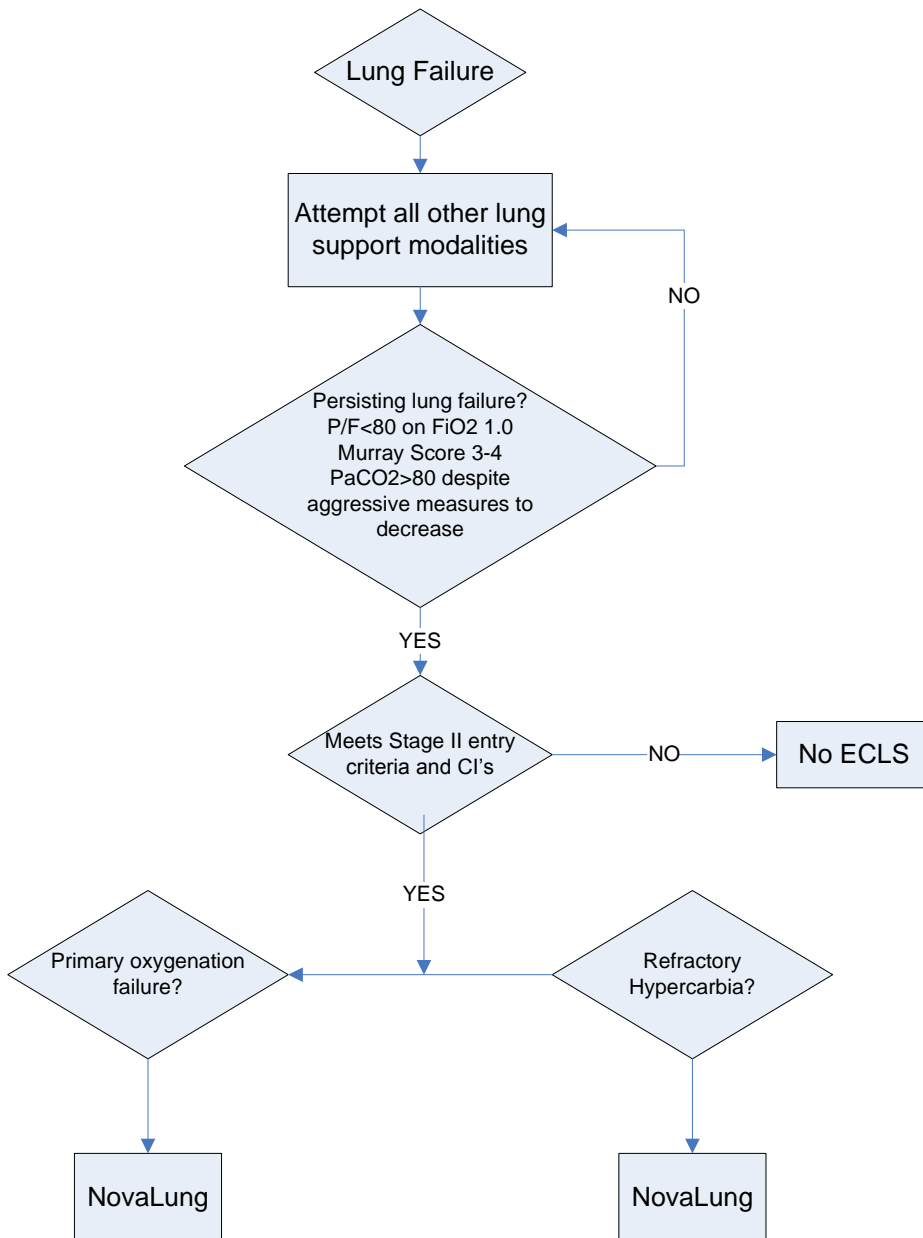 Lung Failure
Attempt all other lung
support modalities
NO
Persisting lung failure?
P/F<80 on FiO2 1.0
Murray Score 3-4
PaCO2>80 despite
aggressive measures to
decrease
YES
Meets Stage II entry
criteria and CI's
NO
No ECLS
YES
Primary oxygenation
failure?
Refractory
Hypercarbia?
NovaLung
NovaLung